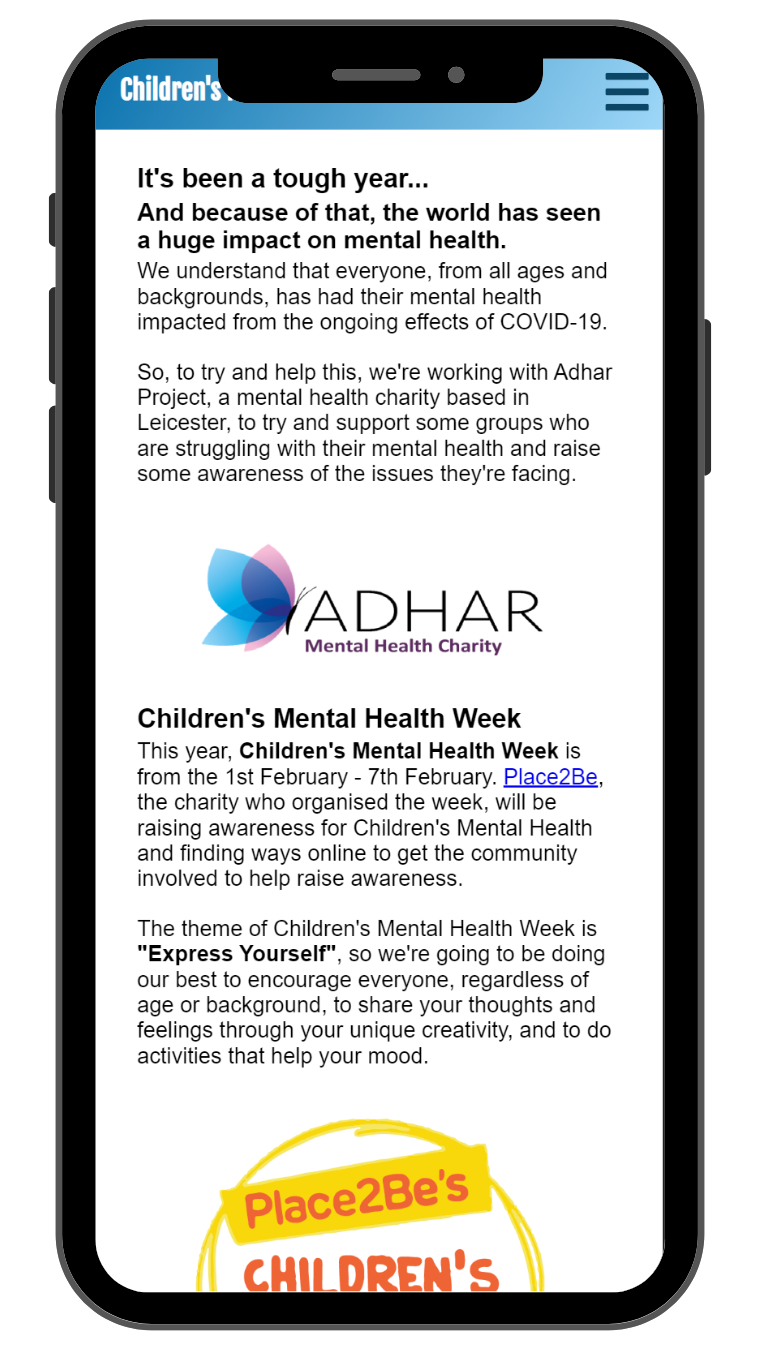 Children's
It's been a tough year...
And because of that, the world has seen
a huge impact on mental health.
We understand that everyone, from all ages and
backgrounds, has had their mental health
impacted from the ongoing effects of COVID-19.
So, to try and help this, we're working with Adhar
Project, a mental health charity based in
Leicester, to try and support some groups who
are struggling with their mental health and raise
some awareness of the issues they're facing.
ADHAR
Mental Health Charity
Children's Mental Health Week
This year, Children's Mental Health Week is
from the 1st February - 7th February. Place2Be,
the charity who organised the week, will be
raising awareness for Children's Mental Health
and finding ways online to get the community
involved to help raise awareness.
The theme of Children's Mental Health Week is
"Express Yourself", so we're going to be doing
our best to encourage everyone, regardless of
age or background, to share your thoughts and
feelings through your unique creativity, and to do
activities that help your mood.
Place2Be's
CHILDREN'S